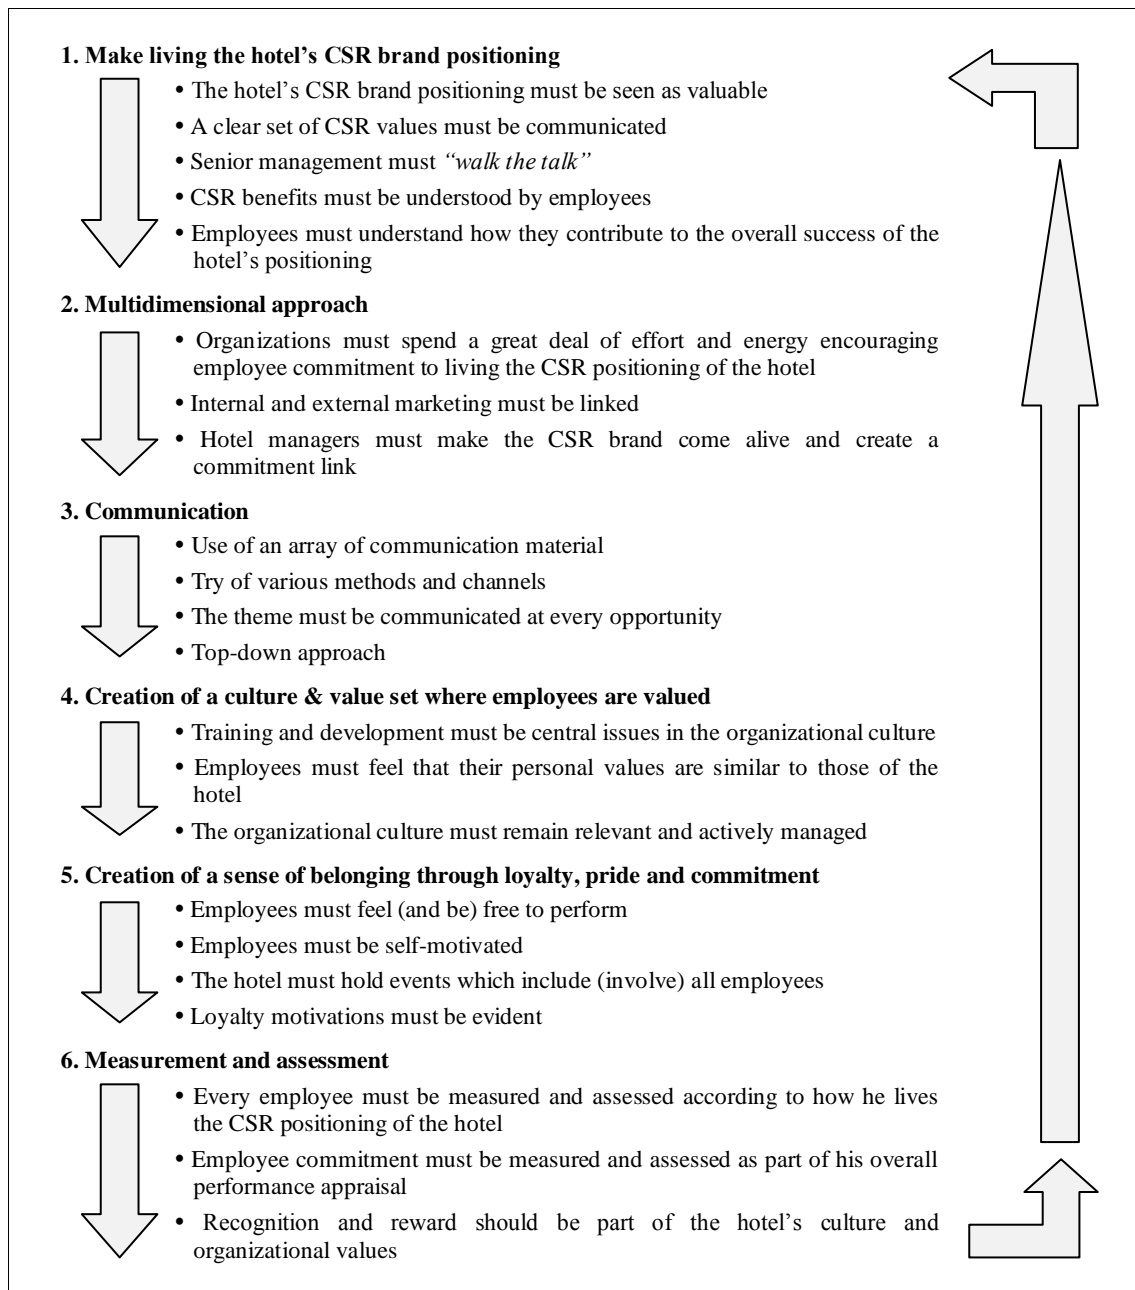 1. Make living the hotel’s CSR brand positioning
• The hotel’s CSR brand positioning must be seen as valuable
• A clear set of CSR values must be communicated
• Senior management must “walk the talk”
• CSR benefits must be understood by employees
• Employees must understand how they contribute to the overall success of the
hotel’s positioning
2. Multidimensional approach
• Organizations must spend a great deal of effort and energy encouraging
employee commitment to living the CSR positioning of the hotel
• Internal and external marketing must be linked
• Hotel managers must make the CSR brand come alive and create a
commitment link
3. Communication
• Use of an array of communication material
• Try of various methods and channels
• The theme must be communicated at every opportunity
• Top-down approach
4. Creation of a culture & value set where employees are valued
• Training and development must be central issues in the organizational culture
• Employees must feel that their personal values are similar to those of the
hotel
• The organizational culture must remain relevant and actively managed
5. Creation of a sense of belonging through loyalty, pride and commitment
• Employees must feel (and be) free to perform
• Employees must be self-motivated
• The hotel must hold events which include (involve) all employees
• Loyalty motivations must be evident
6. Measurement and assessment
• Every employee must be measured and assessed according to how he lives
the CSR positioning of the hotel
• Employee commitment must be measured and assessed as part of his overall
performance appraisal
• Recognition and reward should be part of the hotel’s culture and
organizational values